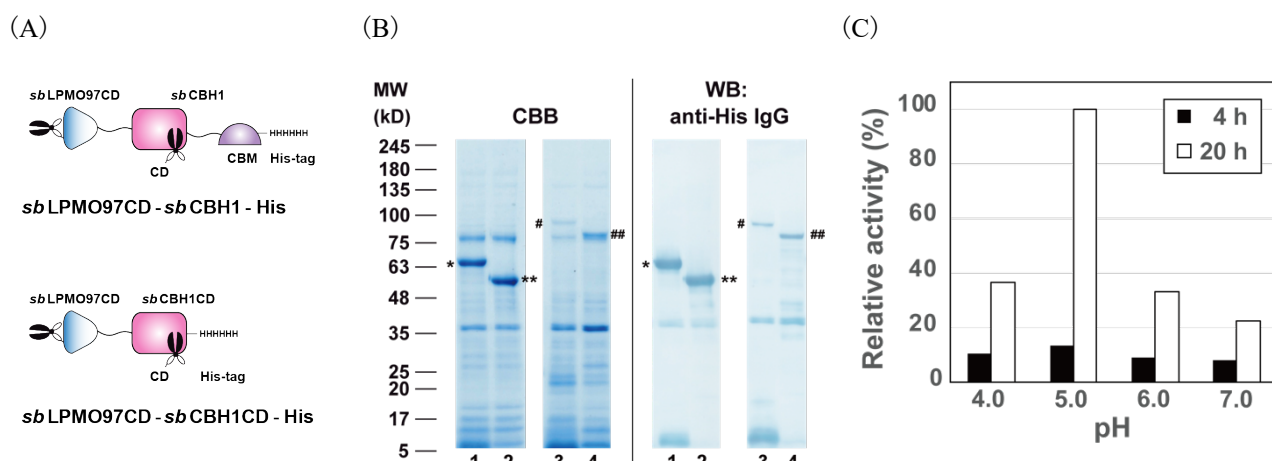 (A)
sbLPMO97CD sbCBH1
HHHHHH
CBM His-tag
CD
sbLPMO97CD - sbCBH1 - His
sbLPMO97CD sbCBH1CD
HHHHHH
CD His-tag
sbLPMO97CD - sbCBH1CD - His
(B)
MW
(kD)
CBB
WB:
anti-His IgG
245
180
135
100
75
63
48
35
25
20
17
5
*
**
#
##
*
**
#
##
1 2 3 4
1 2 3 4
(C)
Relative activity (%)
100
80
60
40
20
0
4 h
20 h
4.0 5.0 6.0 7.0
pH